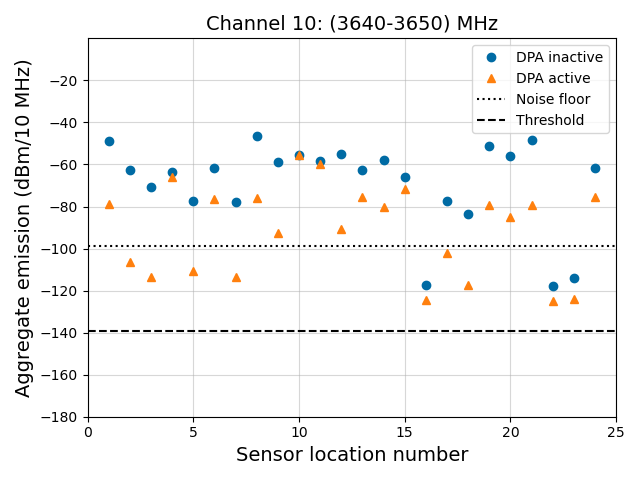 Channel 10: (3640-3650) MHz
DPA inactive
DPA active
Noise floor
Threshold
Aggregate emission (dBm/10 MHz)
−20
−40
−60
−80
−100
−120
−140
−160
−180
0
5
10
15
20
25
Sensor location number